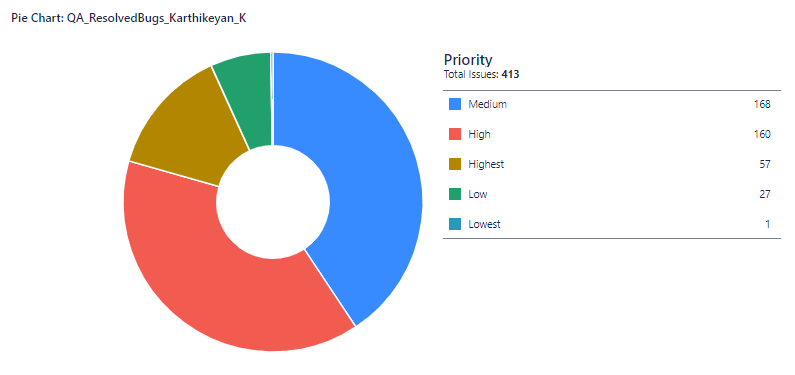 Pie Chart: QA_ResolvedBugs_Karthikeyan_K
Priority
Total Issues: 413
Medium 168
High 160
Highest 57
Low 27
Lowest 1